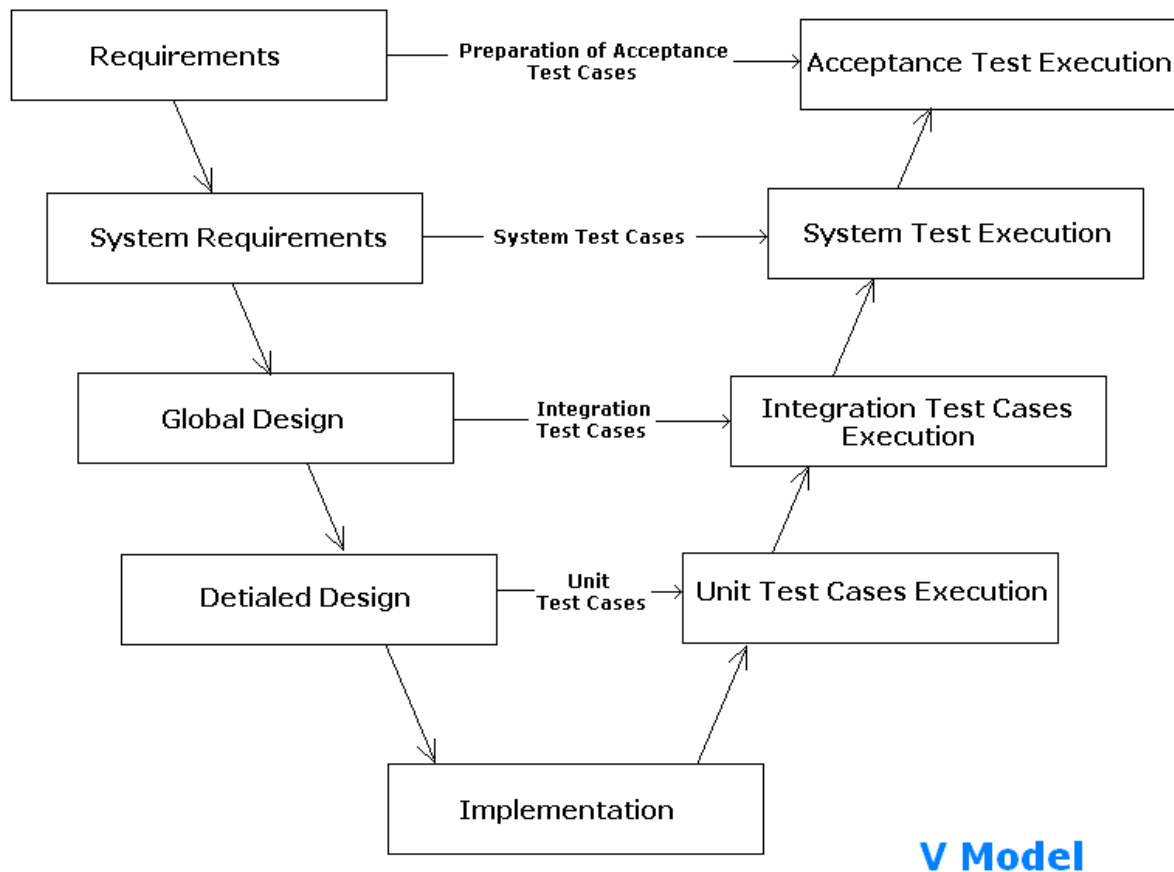 Requirements
Preparation of Acceptance
Test Cases
Acceptance Test Execution
System Requirements
System Test Cases
System Test Execution
Global Design
Integration
Test Cases
Integration Test Cases
Execution
Detialed Design
Unit
Test Cases
Unit Test Cases Execution
Implementation
V Model